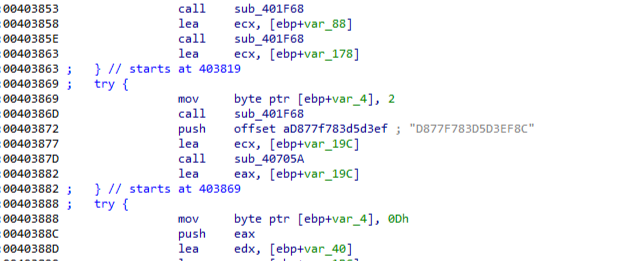 :00403853 call sub_401F68
:00403858 lea ecx, [ebp+var_88]
:0040385E call sub_401F68
:00403863 lea ecx, [ebp+var_178]
:00403863 ; } // starts at 403819
:00403869 ; try {
:00403869 mov byte ptr [ebp+var_4], 2
:0040386D call sub_401F68
:00403872 push offset aD877f783d5d3ef ; "D877F783D5D3EF8C"
:00403877 lea ecx, [ebp+var_19C]
:0040387D call sub_40705A
:00403882 lea eax, [ebp+var_19C]
:00403882 ; } // starts at 403869
:00403888 ; try {
:00403888 mov byte ptr [ebp+var_4], 0Dh
:0040388C push eax
:0040388D lea edx, [ebp+var_40]